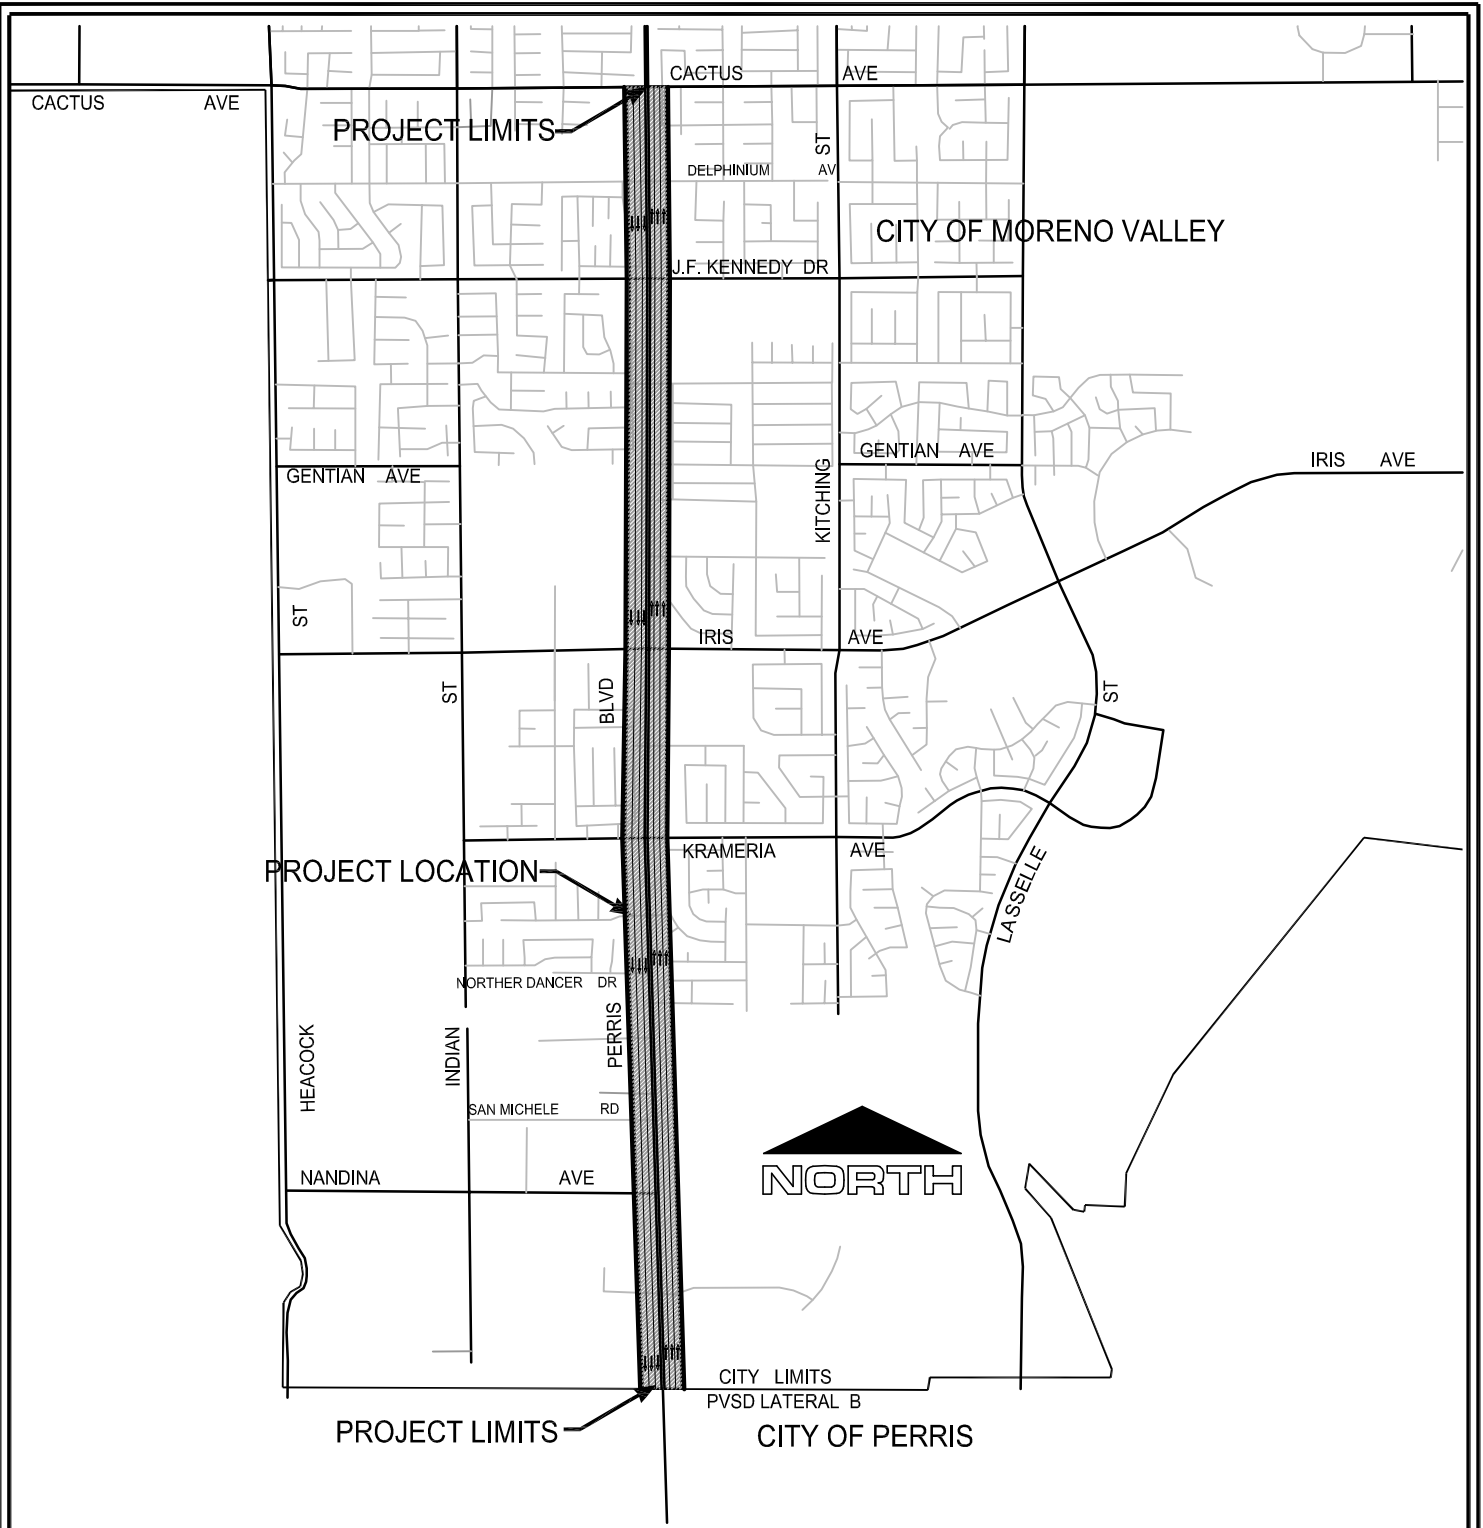 CACTUS AVE
CACTUS AVE
PROJECT LIMITS
ST
DELPHINIUM AV
CITY OF MORENO VALLEY
J.F. KENNEDY DR
GENTIAN AVE
IRIS AVE
GENTIAN AVE
KITCHING
ST
IRIS AVE
ST
BLVD
ST
KRAMERIA AVE
PROJECT LOCATION
LASSELLE
NORTHER DANCER DR
PERRIS
HEACOCK
INDIAN
SAN MICHELE RD
NANDINA AVE
NORTH
CITY LIMITS
PVSD LATERAL B
PROJECT LIMITS
CITY OF PERRIS